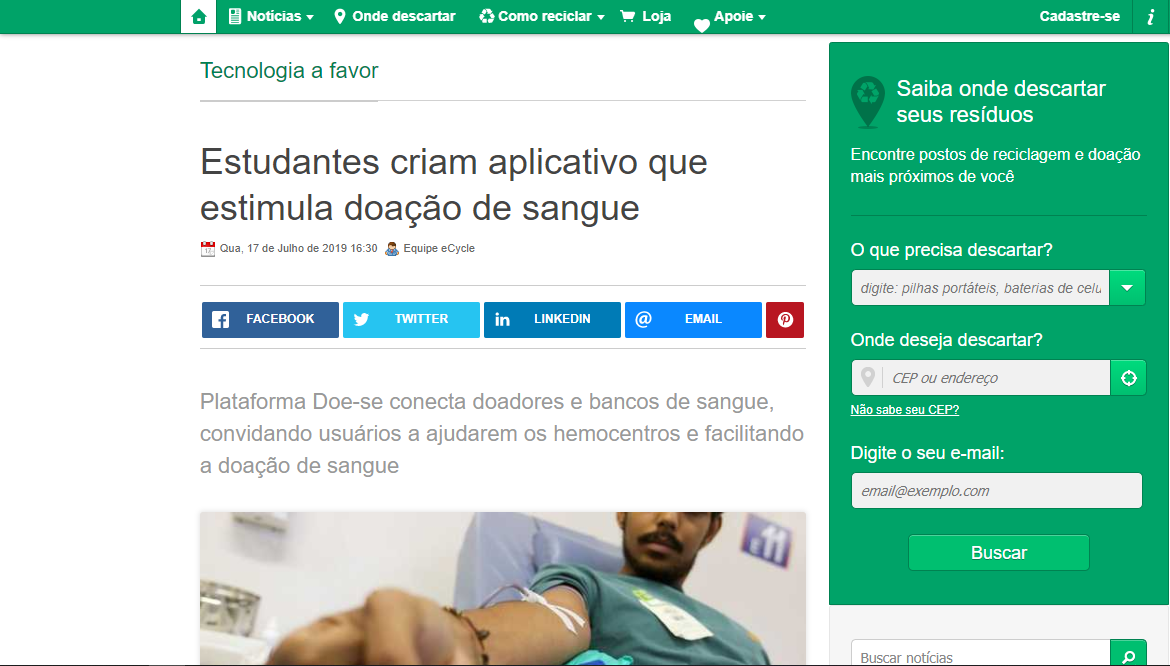 Notícias
Onde descartar
Como reciclar
Loja
Apoie
Cadastre-se
i
Tecnologia a favor
Estudantes criam aplicativo que
estimula doação de sangue
Qua, 17 de Julho de 2019 16:30 Equipe eCycle
FACEBOOK
TWITTER
LINKEDIN
EMAIL
Plataforma Doe-se conecta doadores e bancos de sangue,
convidando usuários a ajudarem os hemocentros e facilitando
a doação de sangue
Saiba onde descartar
seus resíduos
Encontre postos de reciclagem e doação
mais próximos de você
O que precisa descartar?
digite: pilhas portáteis, baterias de celu
Onde deseja descartar?
CEP ou endereço
Não sabe seu CEP?
Digite o seu e-mail:
email@exemplo.com
Buscar
Buscar notícias